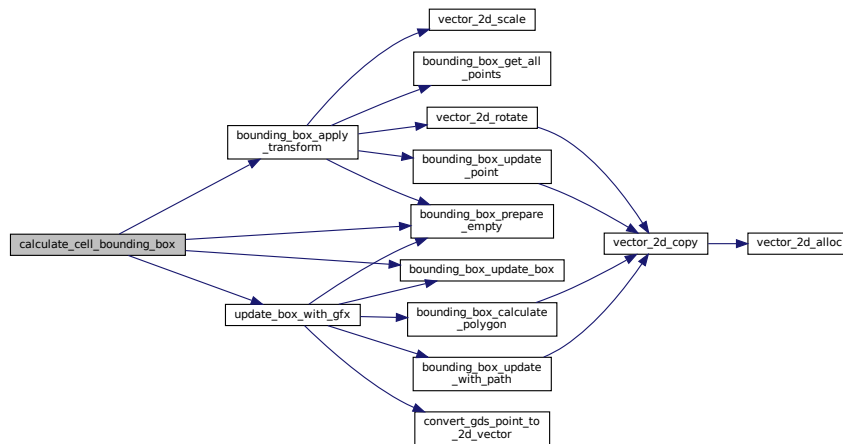 vector_2d_scale
bounding_box_get_all
_points
vector_2d_rotate
bounding_box_apply
_transform
bounding_box_update
_point
bounding_box_prepare
_empty
calculate_cell_bounding_box
vector_2d_copy
vector_2d_alloc
bounding_box_update_box
update_box_with_gfx
bounding_box_calculate
_polygon
bounding_box_update
_with_path
convert_gds_point_to
_2d_vector